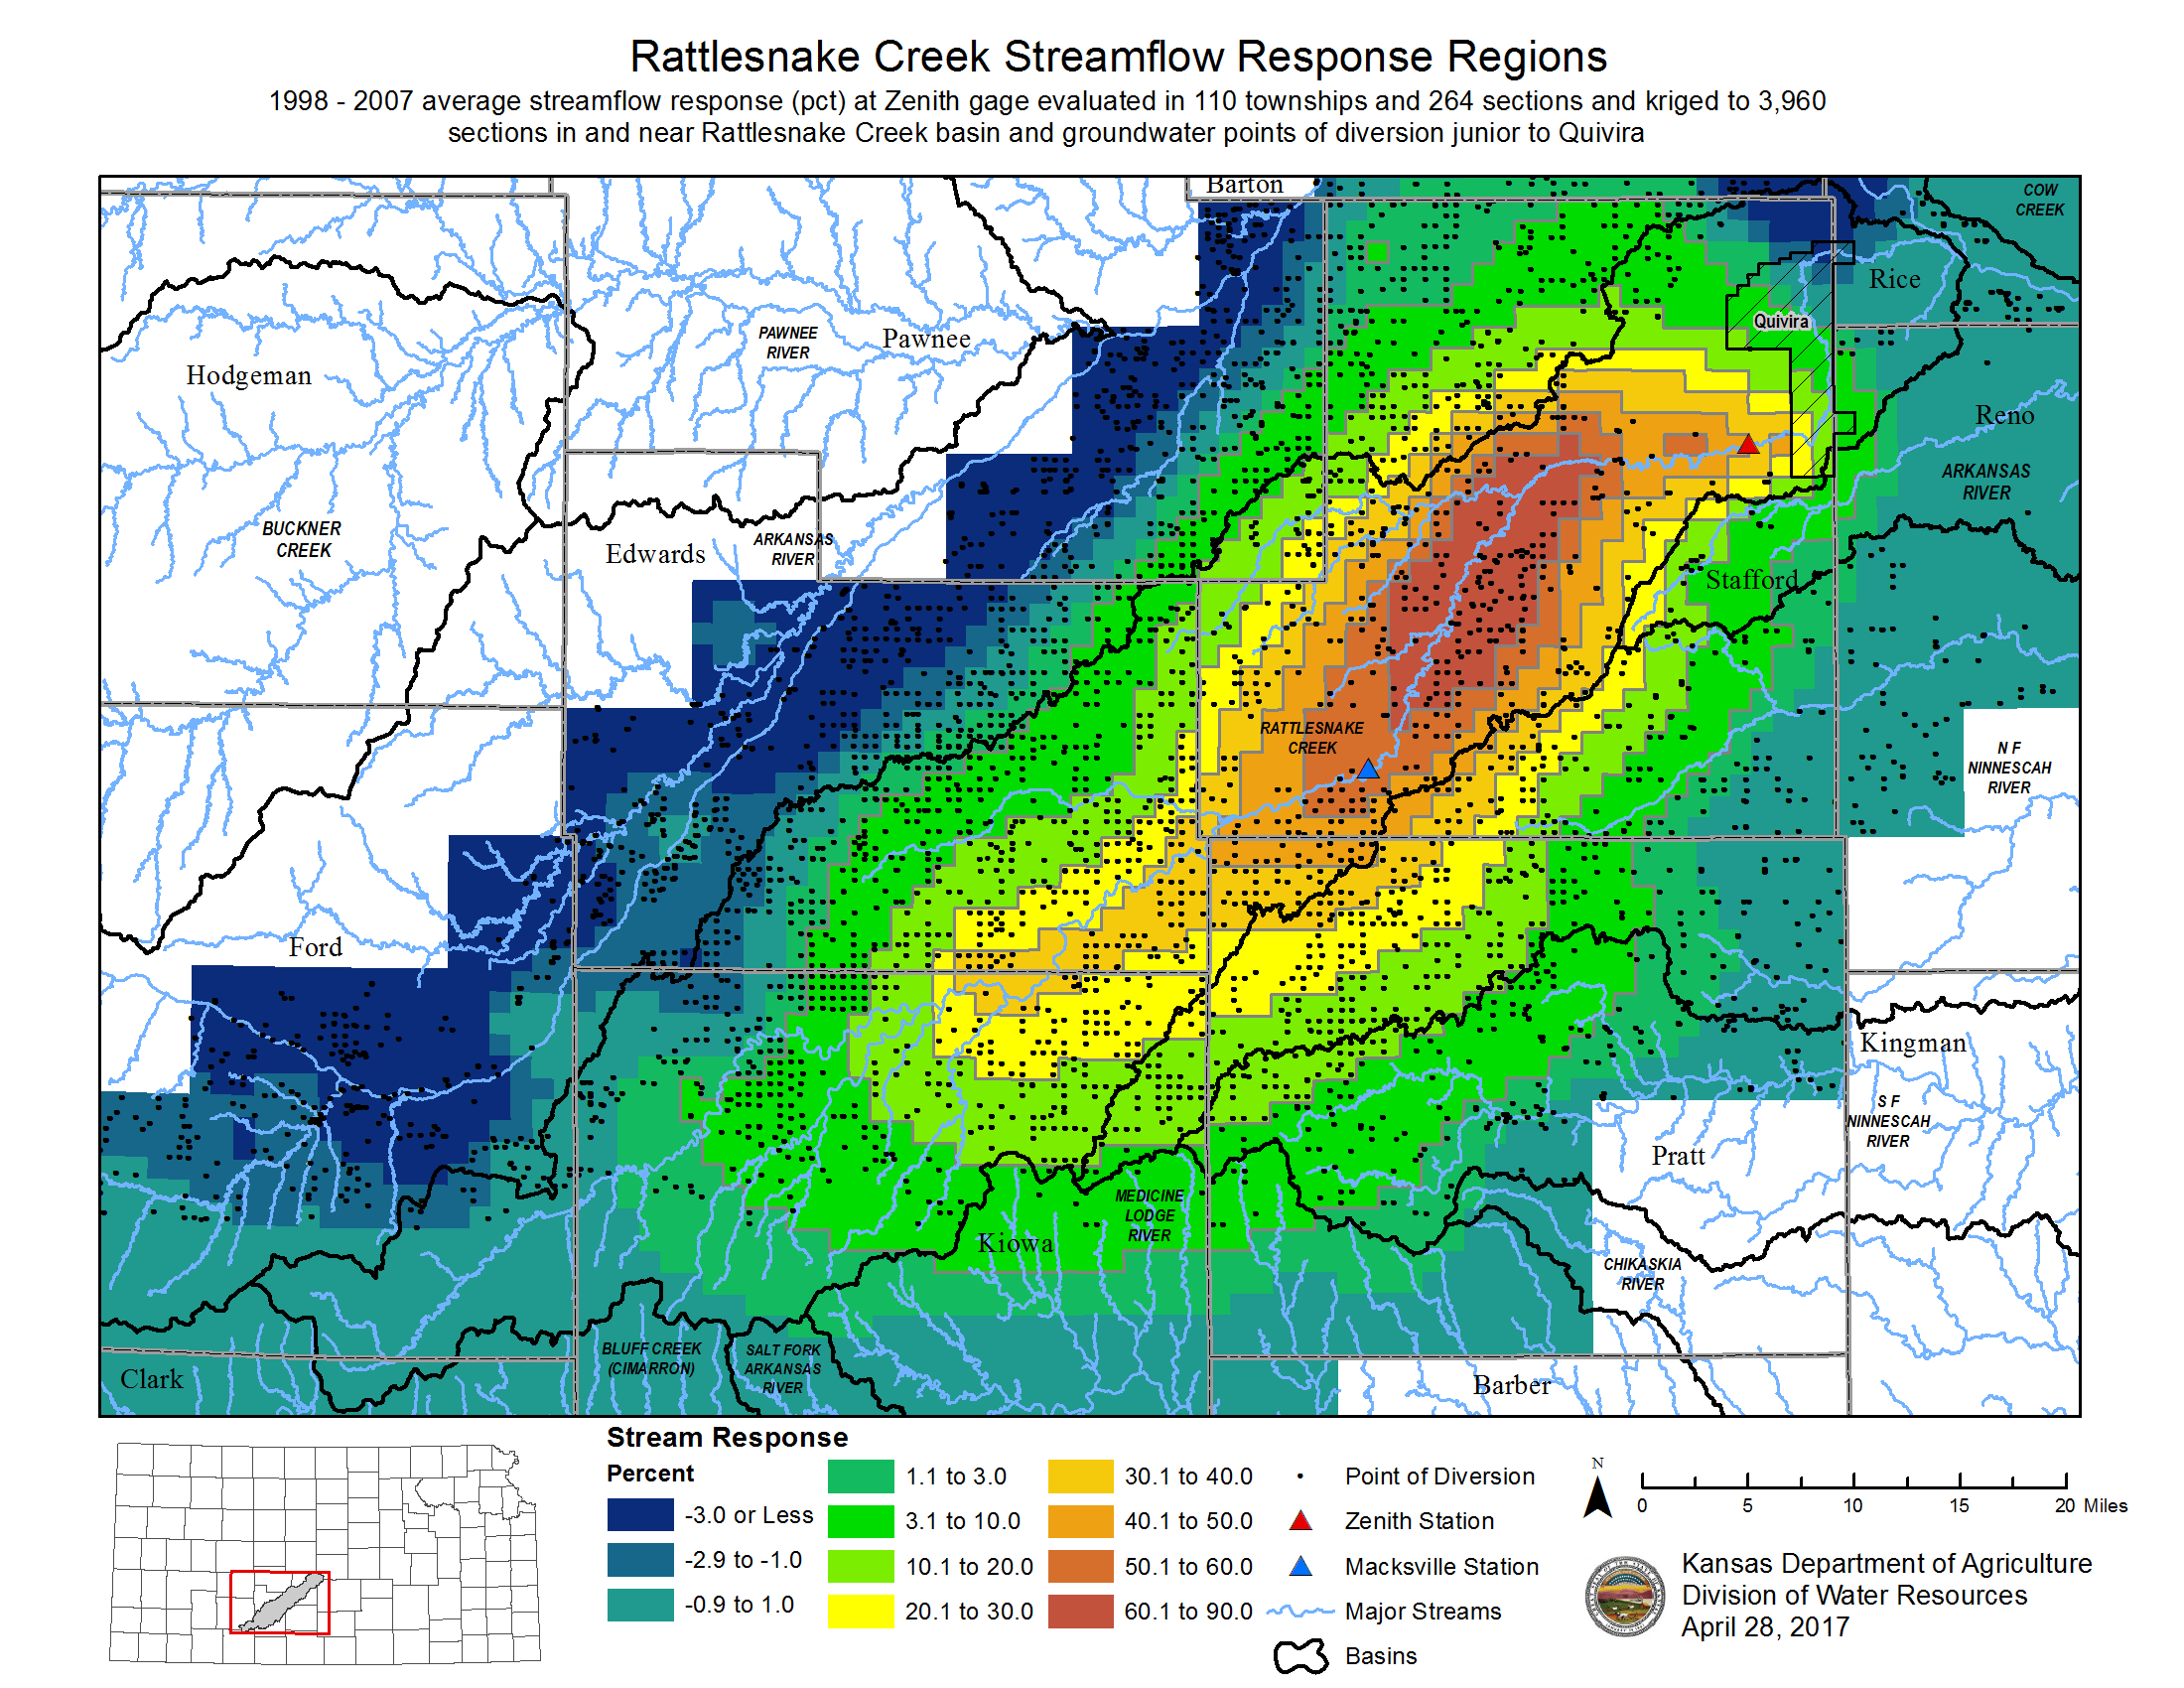 Rattlesnake Creek Streamflow Response Regions
1998 - 2007 average streamflow response (pct) at Zenith gage evaluated in 110 townships and 264 sections and kriged to 3,960
sections in and near Rattlesnake Creek basin and groundwater points of diversion junior to Quivira
Barton
COW
CREEK
Rice
Quivira
PAWNEE
RIVER
Pawnee
Hodgeman
Reno
ARKANSAS
RIVER
BUCKNER
CREEK
Edwards
ARKANSAS
RIVER
Stafford
RATTLESNAKE
CREEK
N F
NINNESCAH
RIVER
Ford
Kingman
S F
NINNESCAH
RIVER
Pratt
MEDICINE
LODGE
RIVER
Kiowa
CHIKASKIA
RIVER
BLUFF CREEK
(CIMARRON)
SALT FORK
ARKANSAS
RIVER
Clark
Barber
Stream Response
Percent
-3.0 or Less
-2.9 to -1.0
-0.9 to 1.0
1.1 to 3.0
3.1 to 10.0
10.1 to 20.0
20.1 to 30.0
30.1 to 40.0
40.1 to 50.0
50.1 to 60.0
60.1 to 90.0
Point of Diversion
Zenith Station
Macksville Station
Major Streams
Basins
N
0 5 10 15 20 Miles
Kansas Department of Agriculture
Division of Water Resources
April 28, 2017